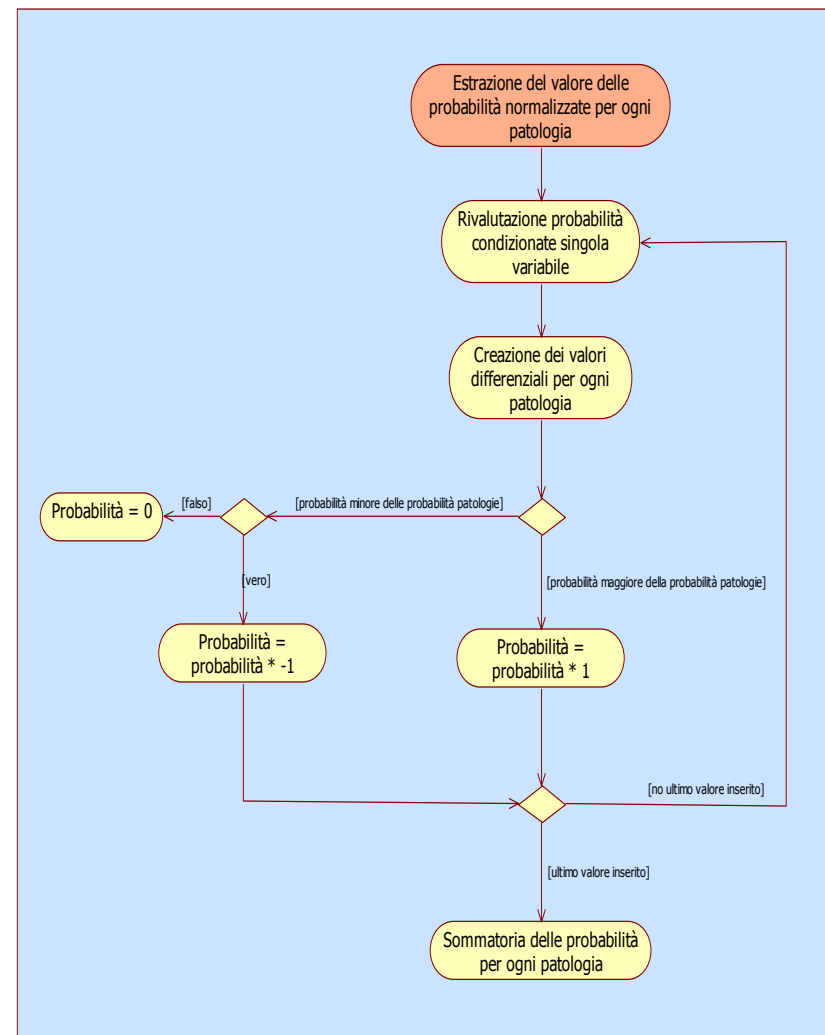 Estrazione del valore delle
probabilità normalizzate per ogni
patologia
Rivalutazione probabilità
condizionate singola
variabile
Creazione dei valori
differenziali per ogni
patologia
Probabilità = 0
[falso]
[probabilità minore delle probabilità patologie]
[vero]
[probabilità maggiore della probabilità patologie]
Probabilità =
probabilità * -1
Probabilità =
probabilità * 1
[no ultimo valore inserito]
[ultimo valore inserito]
Sommatoria delle probabilità
per ogni patologia